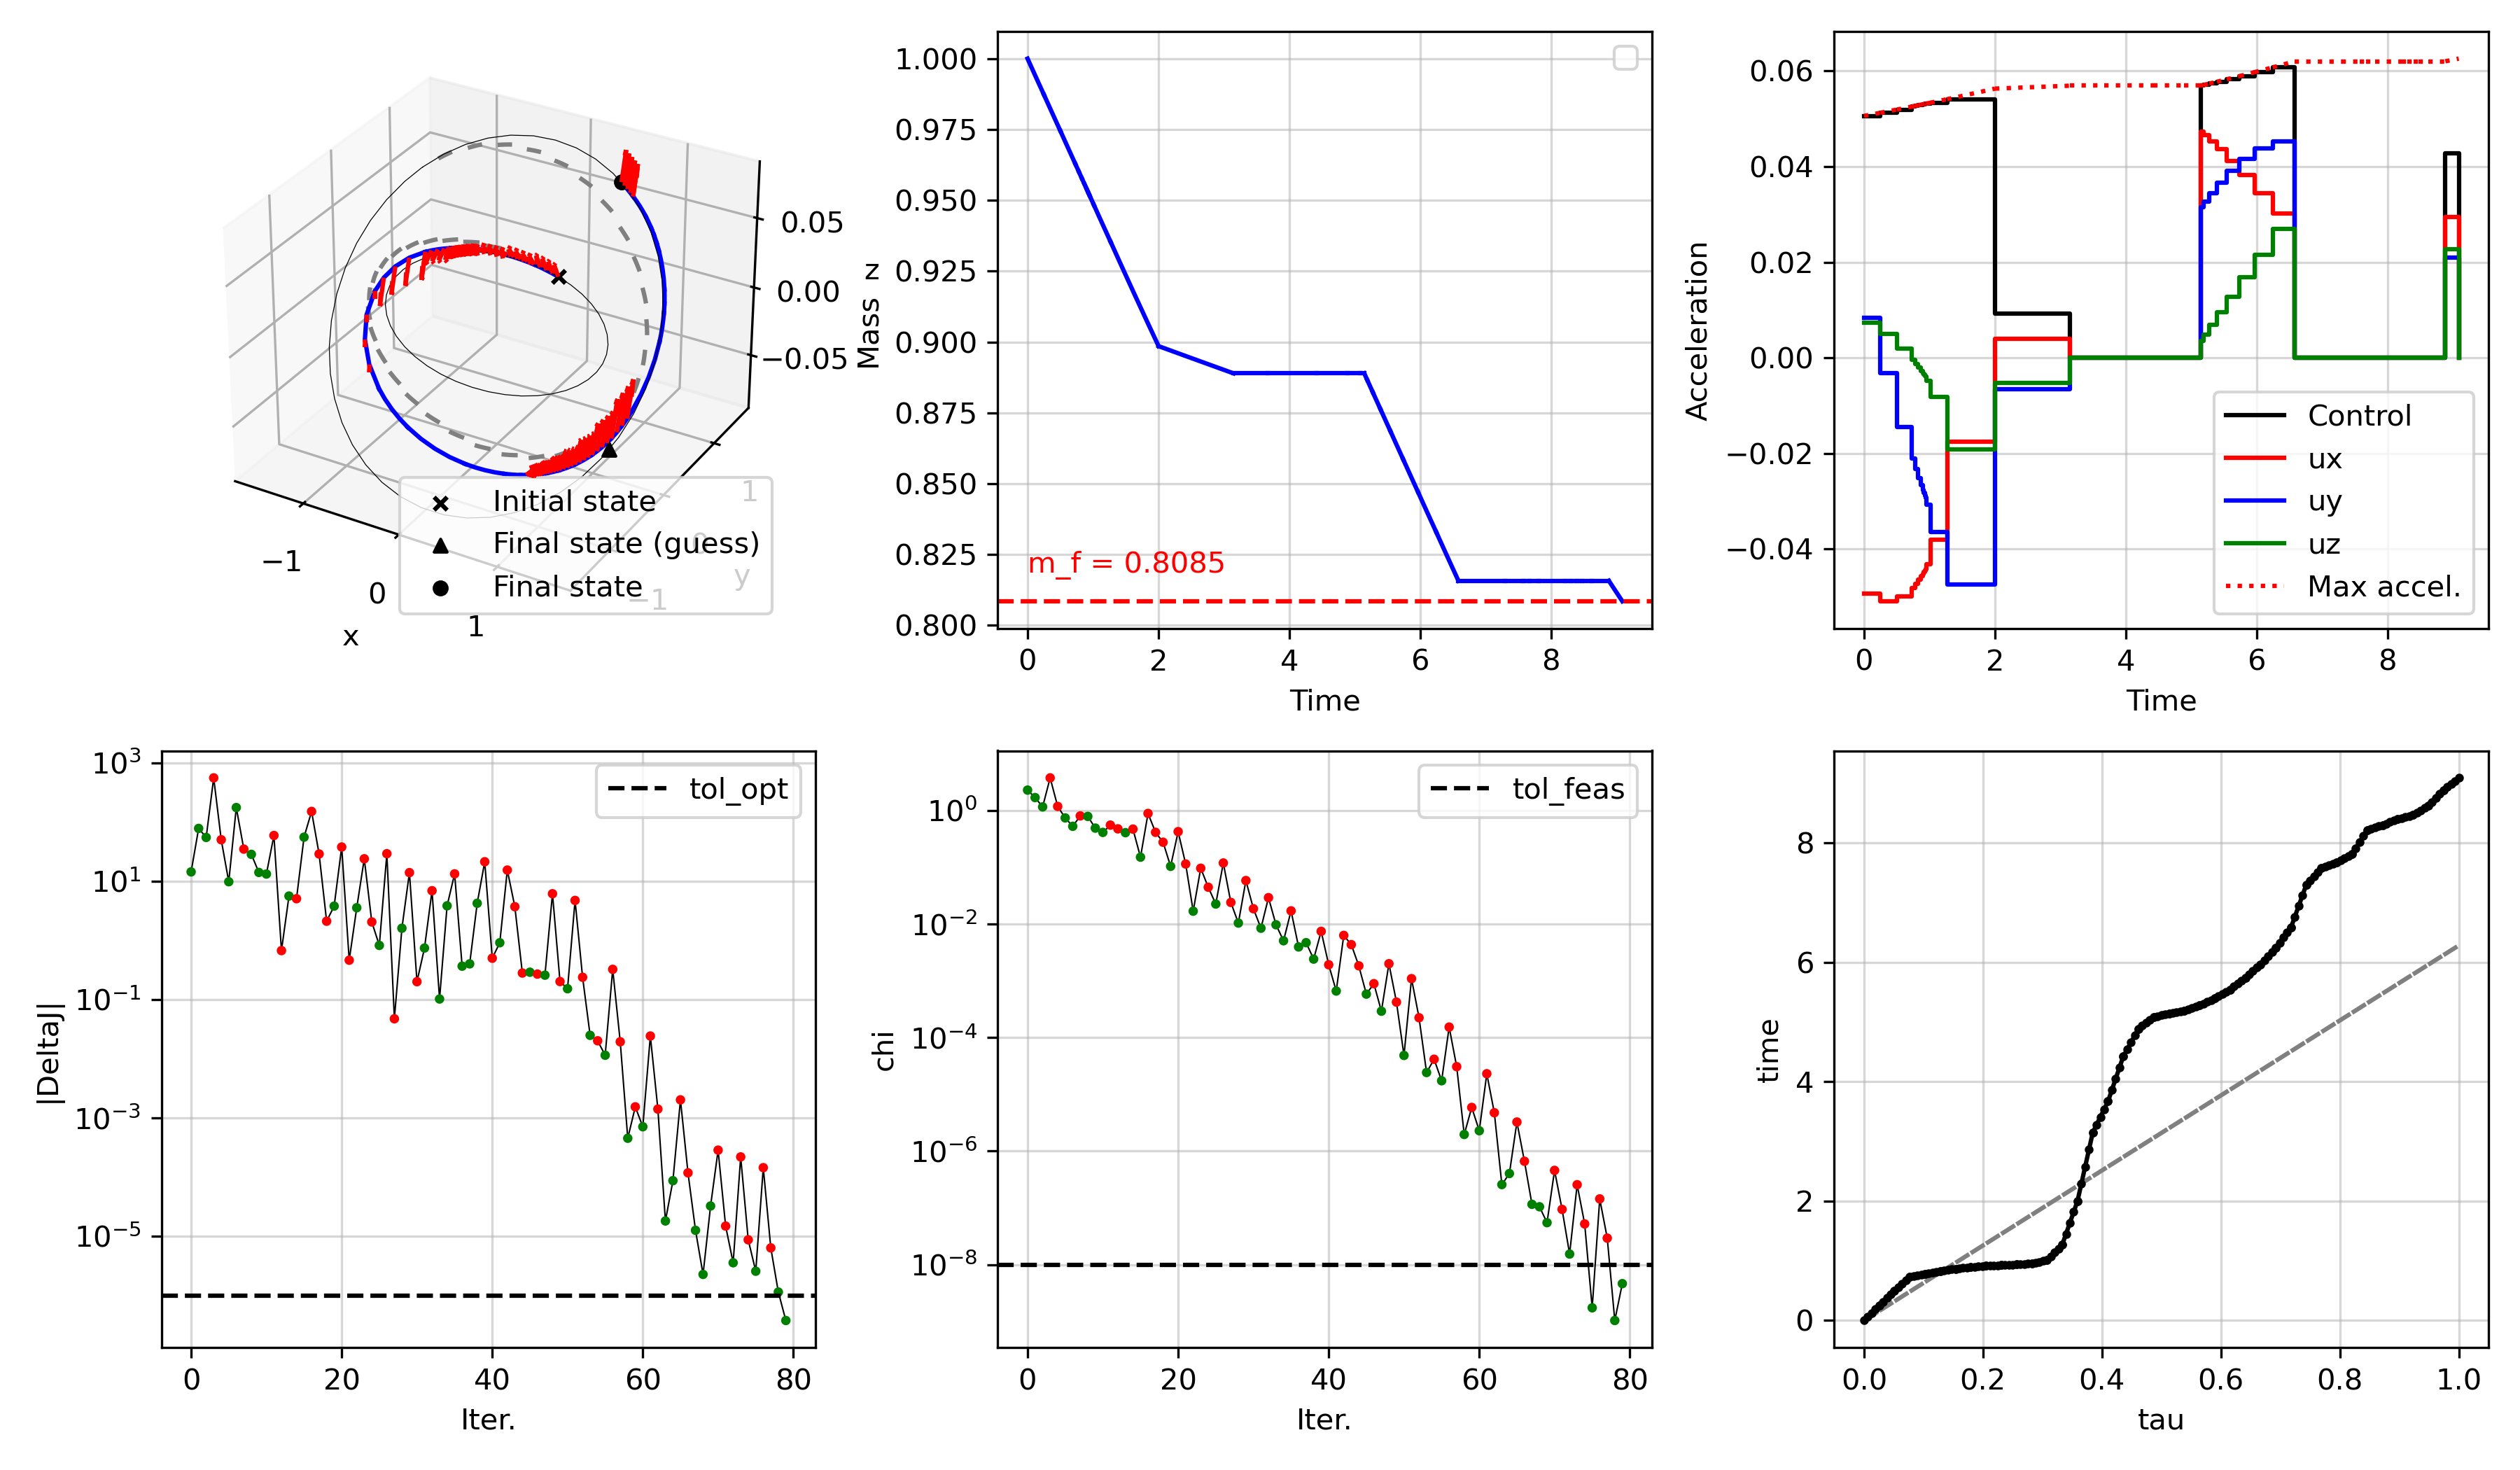 0.05
0.00
−0.05
z
1
0
−1
y
−1
0
1
x
Initial state
Final state (guess)
Final state
1.000
0.975
0.950
0.925
0.900
0.875
0.850
0.825
0.800
Mass
m_f = 0.8085
0 2 4 6 8
Time
0.06
0.04
0.02
0.00
−0.02
−0.04
Acceleration
Control
ux
uy
uz
Max accel.
0 2 4 6 8
Time
10³
10¹
10⁻¹
10⁻³
10⁻⁵
|DeltaJ|
tol_opt
0 20 40 60 80
Iter.
10⁰
10⁻²
10⁻⁴
10⁻⁶
10⁻⁸
chi
tol_feas
0 20 40 60 80
Iter.
8
6
4
2
0
time
0.0 0.2 0.4 0.6 0.8 1.0
tau